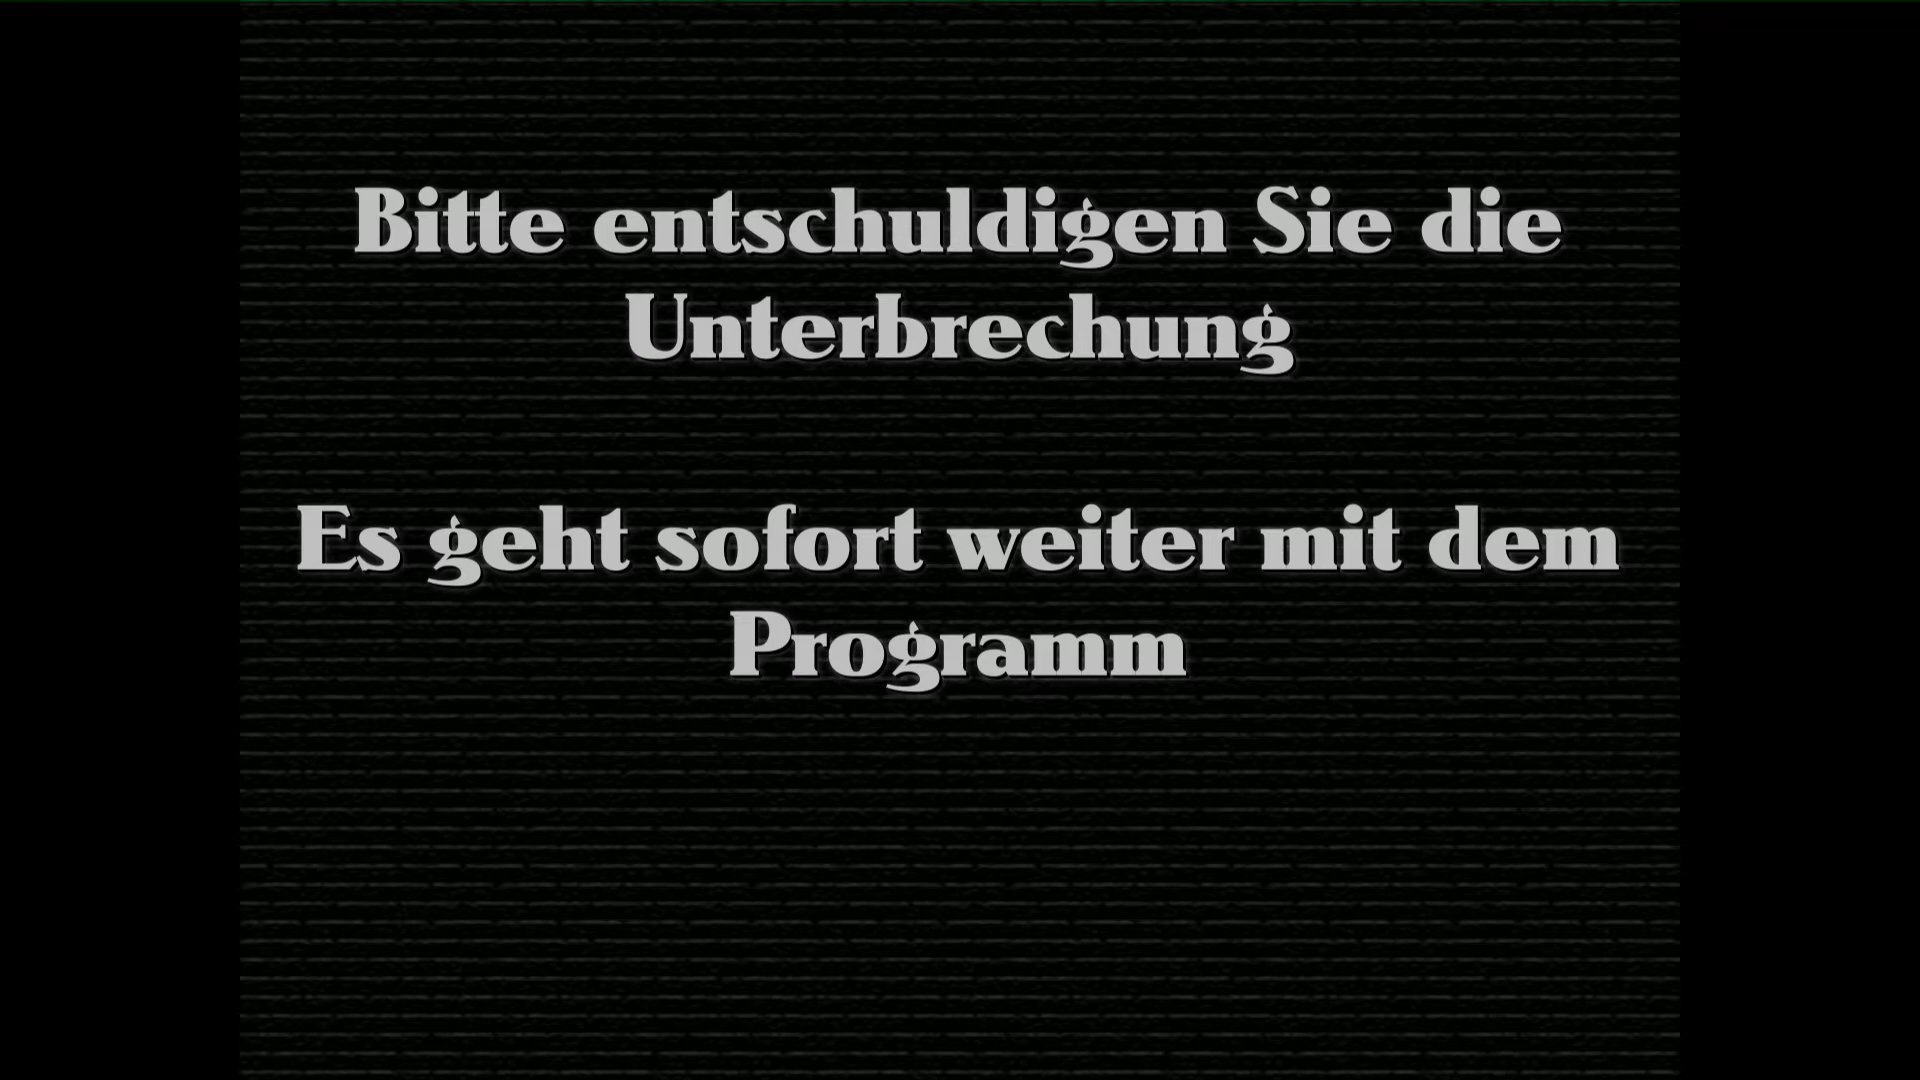 Bitte entschuldigen Sie die
Unterbrechung
Es geht sofort weiter mit dem
Programm